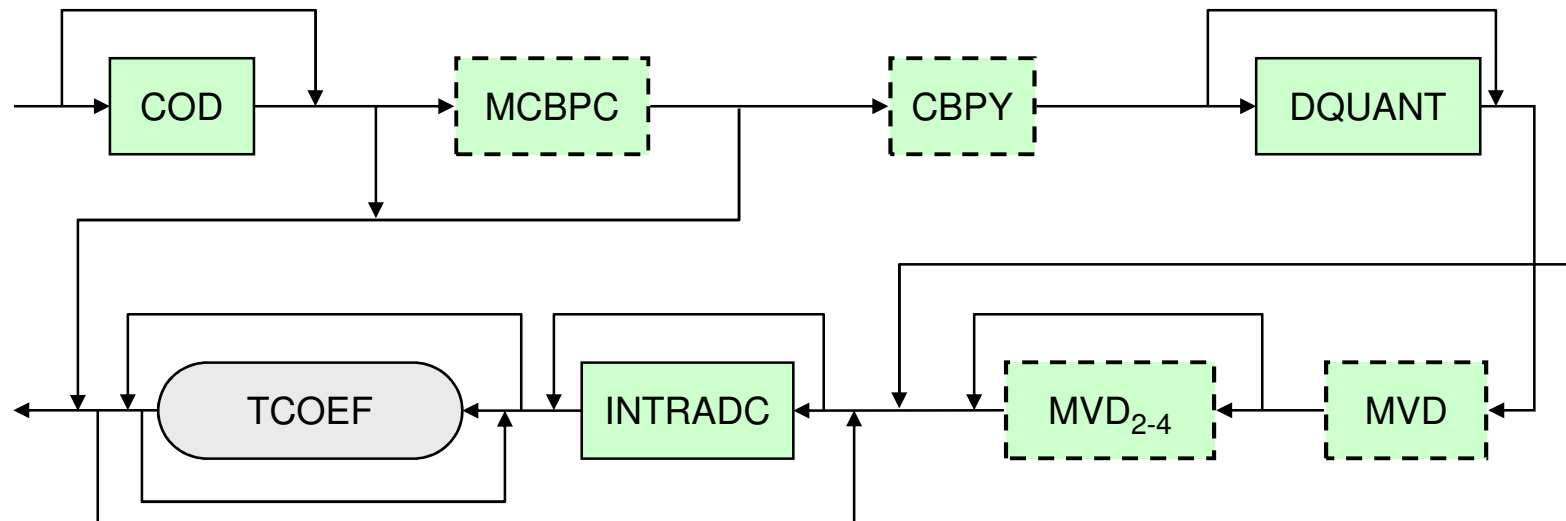 COD
MCBPC
CBPY
DQUANT
TCOEF
INTRADC
MVD2-4
MVD